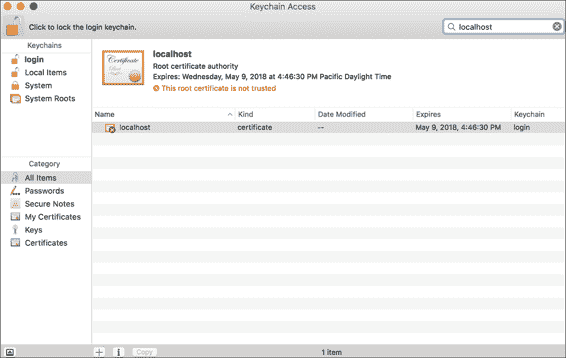 Keychain Access
Click to lock the login keychain.
localhost
Keychains
login
Local Items
System
System Roots
Certificate
localhost
Root certificate authority
Expires: Wednesday, May 9, 2018 at 4:46:30 PM Pacific Daylight Time
This root certificate is not trusted
Name Kind Date Modified Expires Keychain
localhost certificate -- May 9, 2018, 4:46:30 PM login
Category
All Items
Passwords
Secure Notes
My Certificates
Keys
Certificates
Copy
1 item